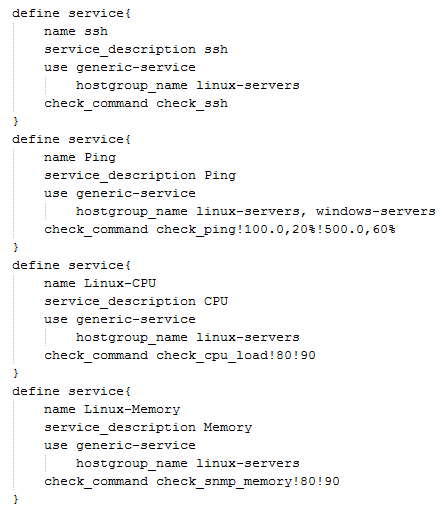 define service{
name ssh
service_description ssh
use generic-service
hostgroup_name linux-servers
check_command check_ssh
}
define service{
name Ping
service_description Ping
use generic-service
hostgroup_name linux-servers, windows-servers
check_command check_ping!100.0,20%!500.0,60%
}
define service{
name Linux-CPU
service_description CPU
use generic-service
hostgroup_name linux-servers
check_command check_cpu_load!80!90
}
define service{
name Linux-Memory
service_description Memory
use generic-service
hostgroup_name linux-servers
check_command check_snmp_memory!80!90
}